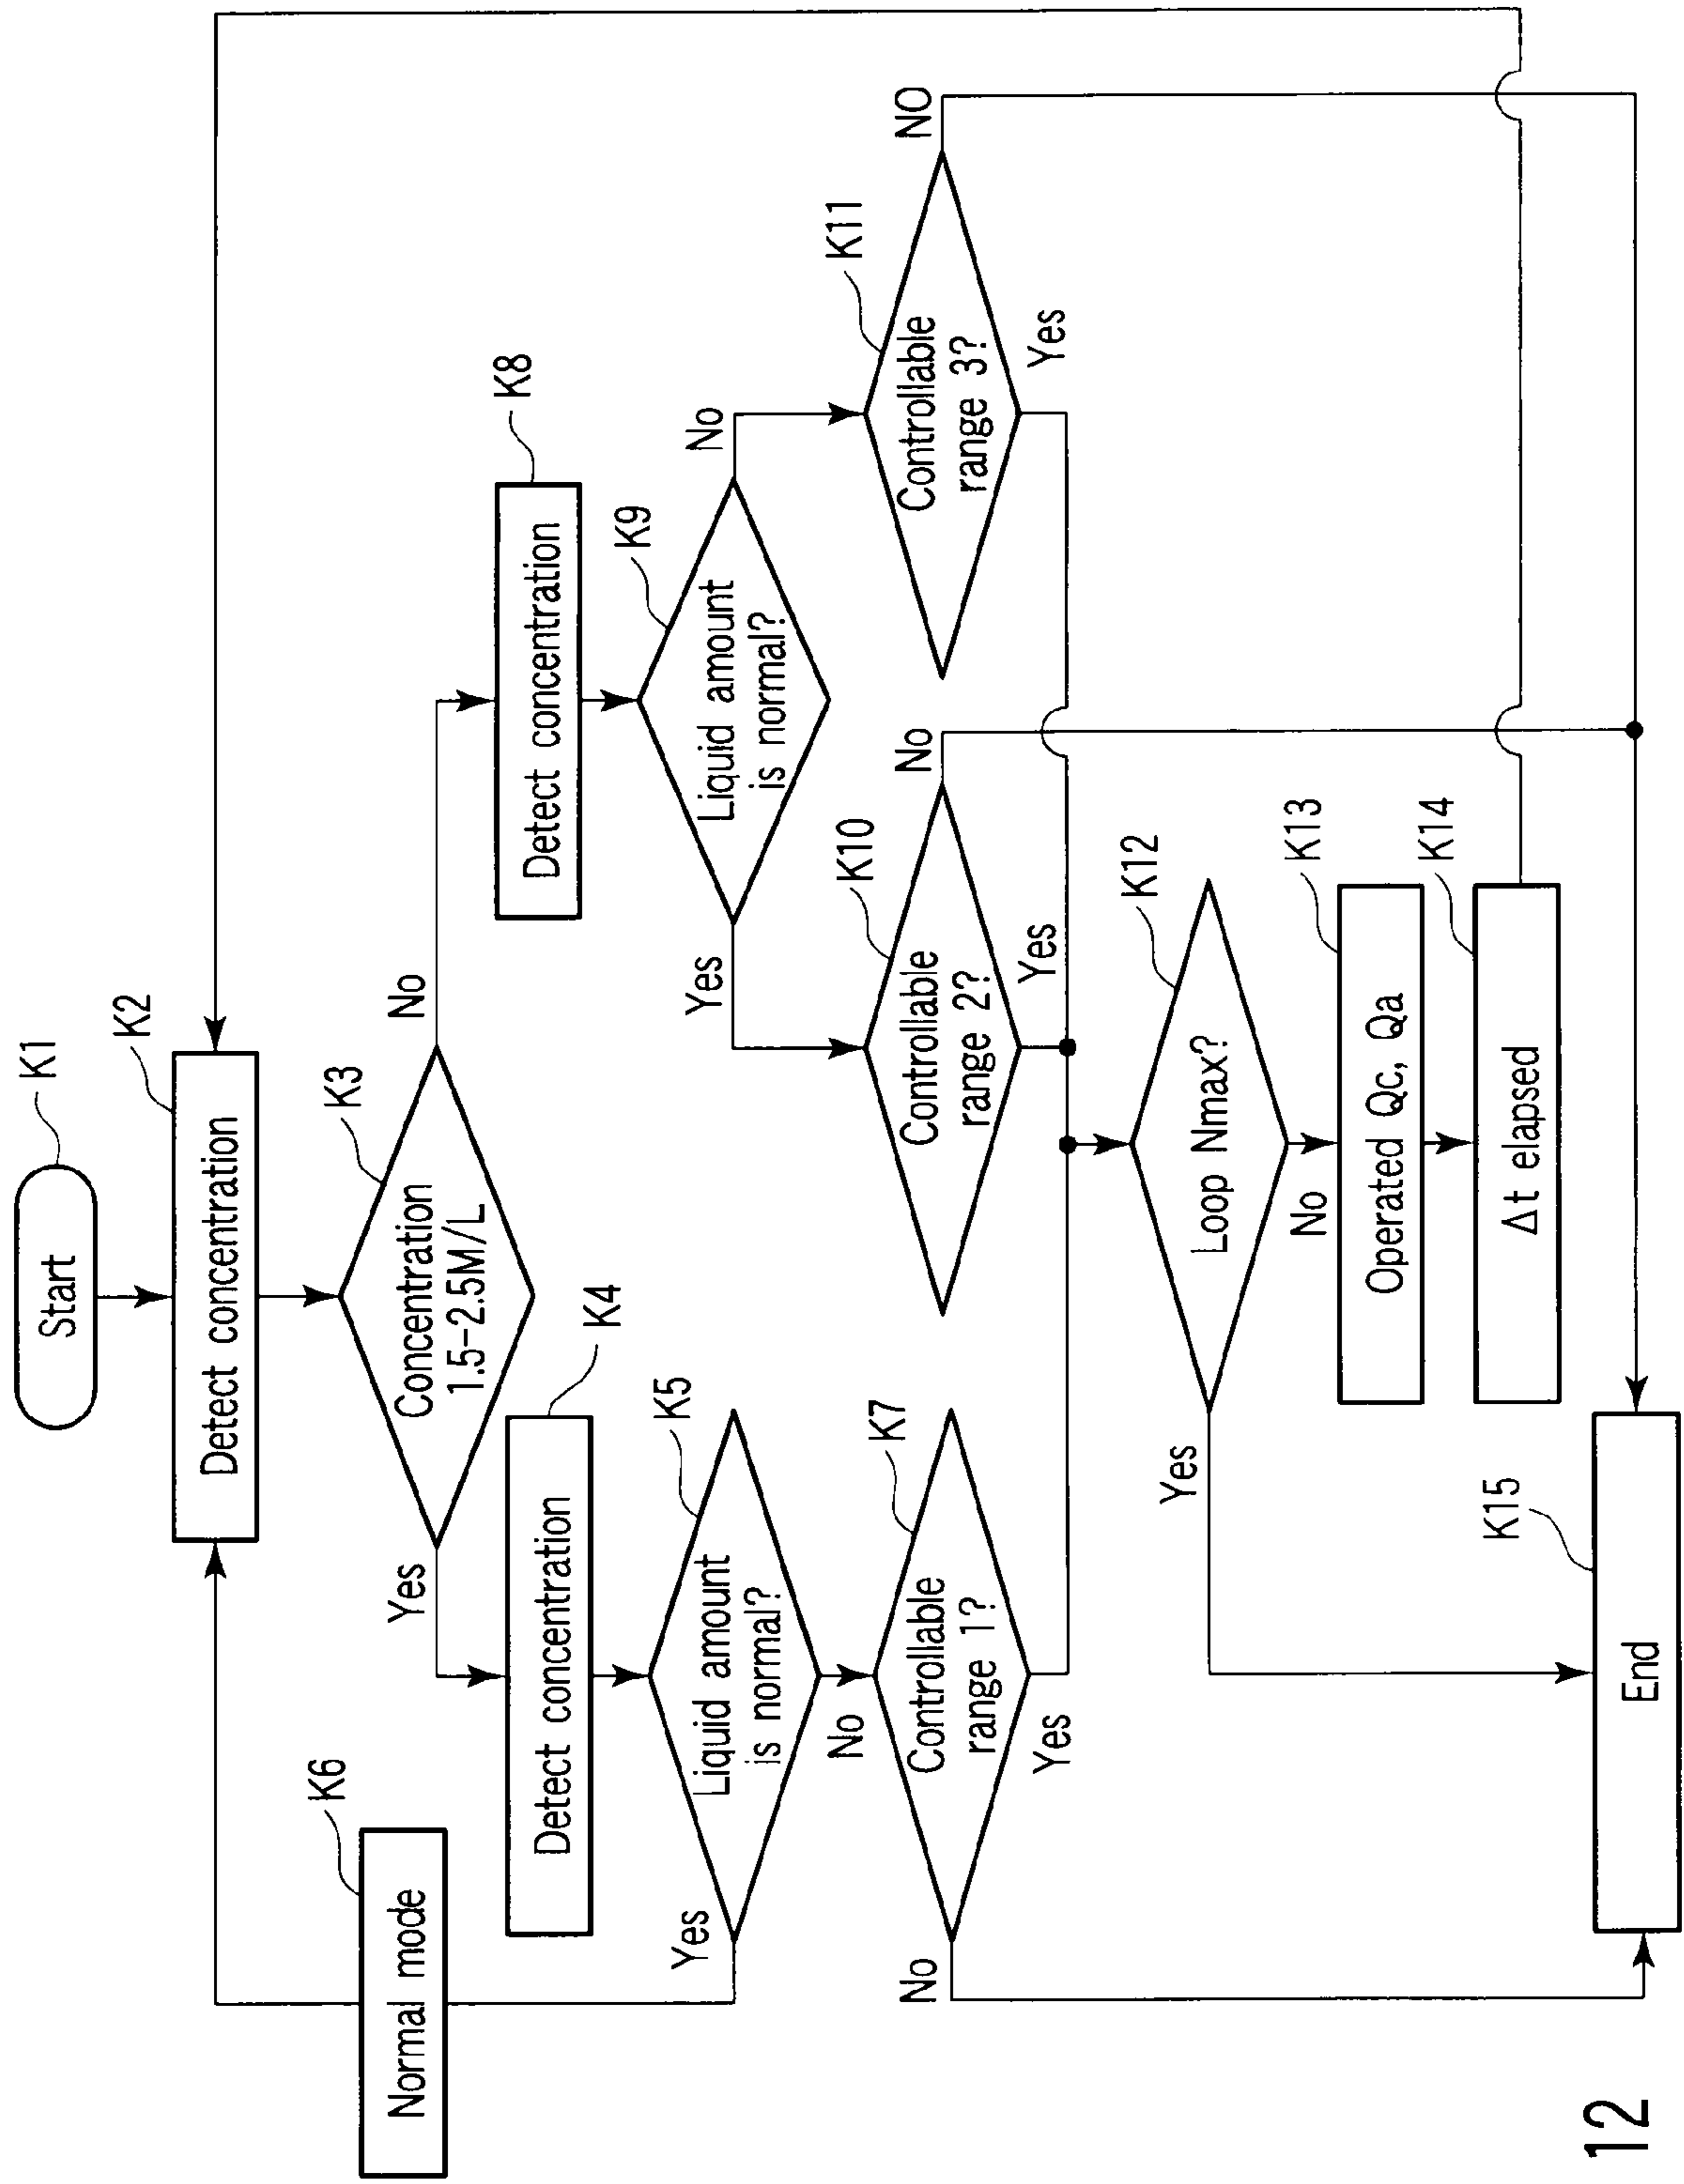 Start
K1
Detect concentration
K2
Concentration
1.5-2.5M/L
K3
Yes
No
Normal mode
K6
Detect concentration
K4
Detect concentration
K8
Liquid amount
is normal?
K5
Yes
No
Liquid amount
is normal?
K9
Yes
No
Controllable
range 1?
K7
No
Yes
Controllable
range 2?
K10
No
Yes
Controllable
range 3?
K11
NO
Yes
Loop Nmax?
K12
Yes
No
Operated Qc, Qa
K13
Δt elapsed
K14
End
K15
12